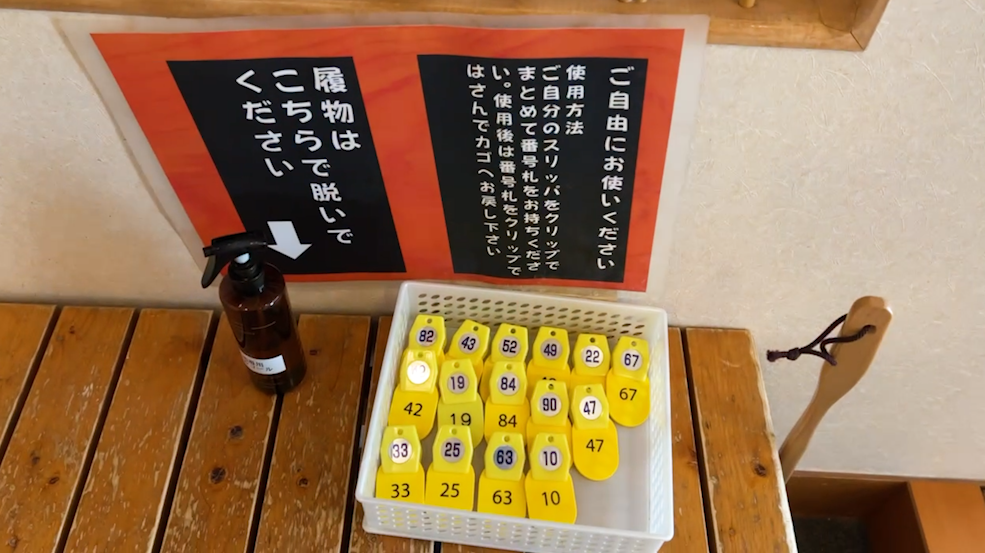 ご自由にお使いください
使用方法
ご自分のスリッパをクリップで
まとめて番号札をお持ちくださ
い。使用後は番号札をクリップで
はさんでカゴへお戻し下さい
履物は
こちらで脱いで
ください
82
43
52
49
22
67
67
42
19
19
84
84
90
47
47
33
33
25
25
63
63
10
10